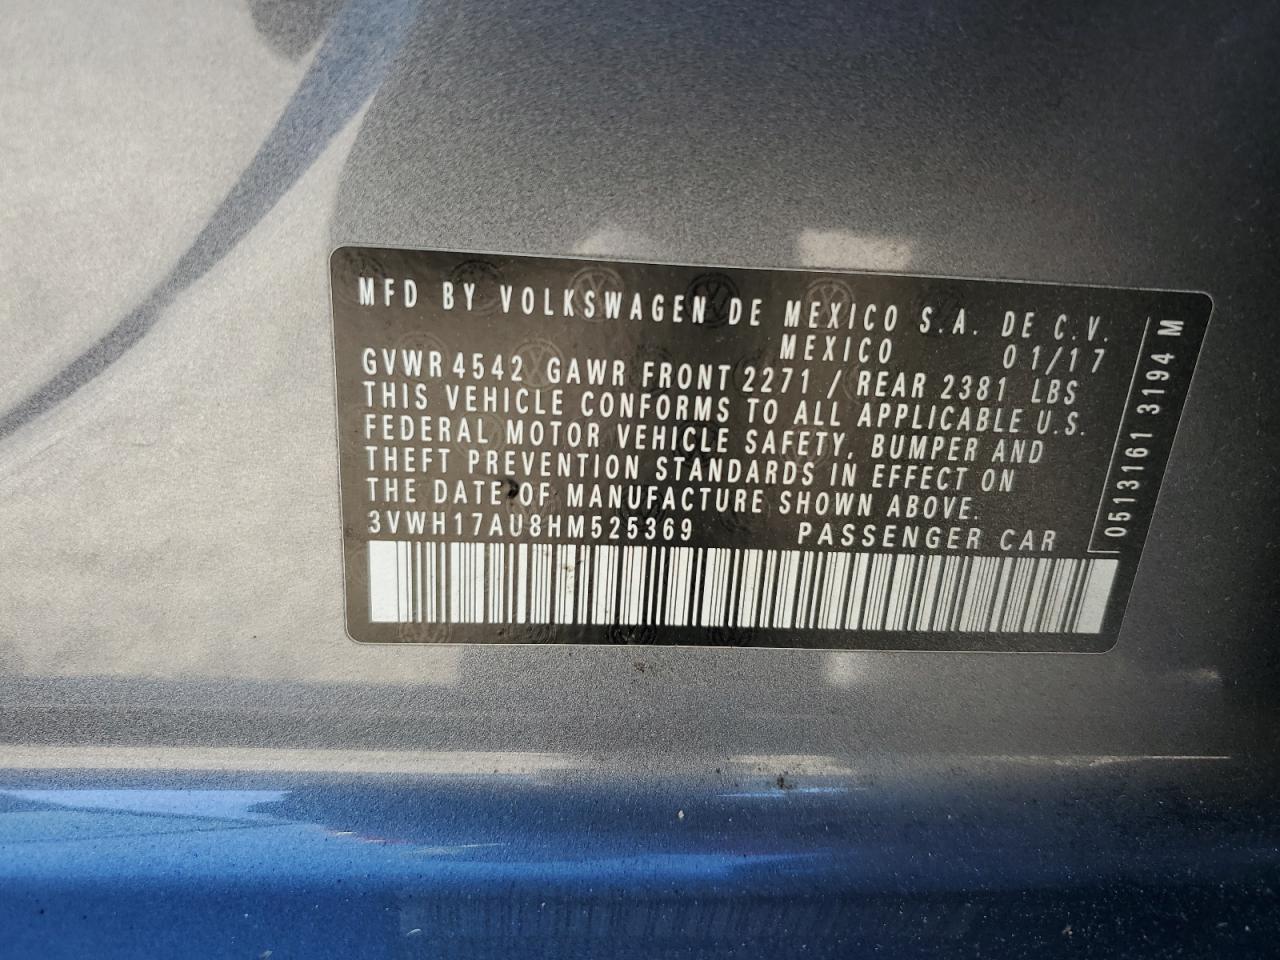 MFD BY VOLKSWAGEN DE MEXICO S.A. DE C.V.
MEXICO 01/17
GVWR 4542 GAWR FRONT 2271 / REAR 2381 LBS
THIS VEHICLE CONFORMS TO ALL APPLICABLE U.S.
FEDERAL MOTOR VEHICLE SAFETY, BUMPER AND
THEFT PREVENTION STANDARDS IN EFFECT ON
THE DATE OF MANUFACTURE SHOWN ABOVE.
3VWH17AU8HM525369 PASSENGER CAR
0513161 3194 M